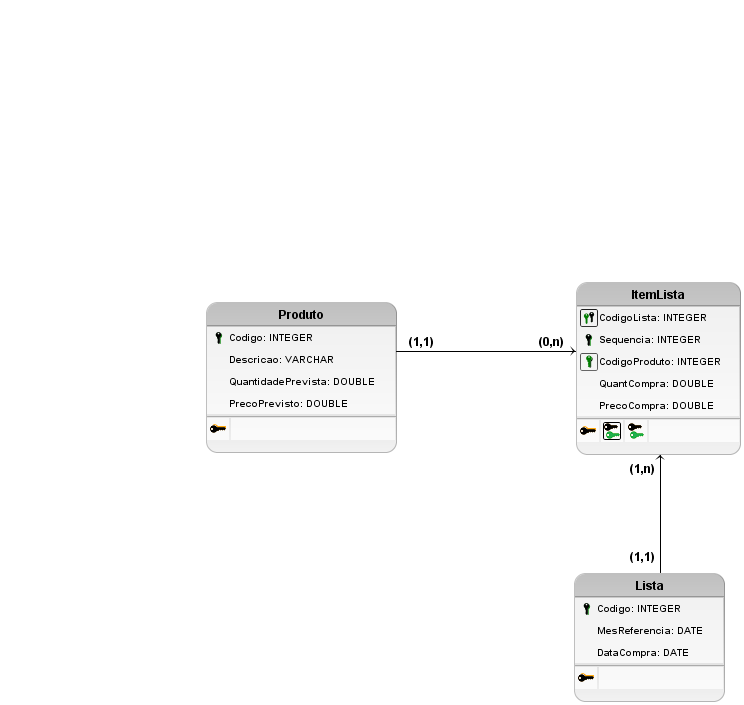 Produto
Codigo: INTEGER
Descricao: VARCHAR
QuantidadePrevista: DOUBLE
PrecoPrevisto: DOUBLE
(1,1)
(0,n)
ItemLista
CodigoLista: INTEGER
Sequencia: INTEGER
CodigoProduto: INTEGER
QuantCompra: DOUBLE
PrecoCompra: DOUBLE
(1,n)
(1,1)
Lista
Codigo: INTEGER
MesReferencia: DATE
DataCompra: DATE